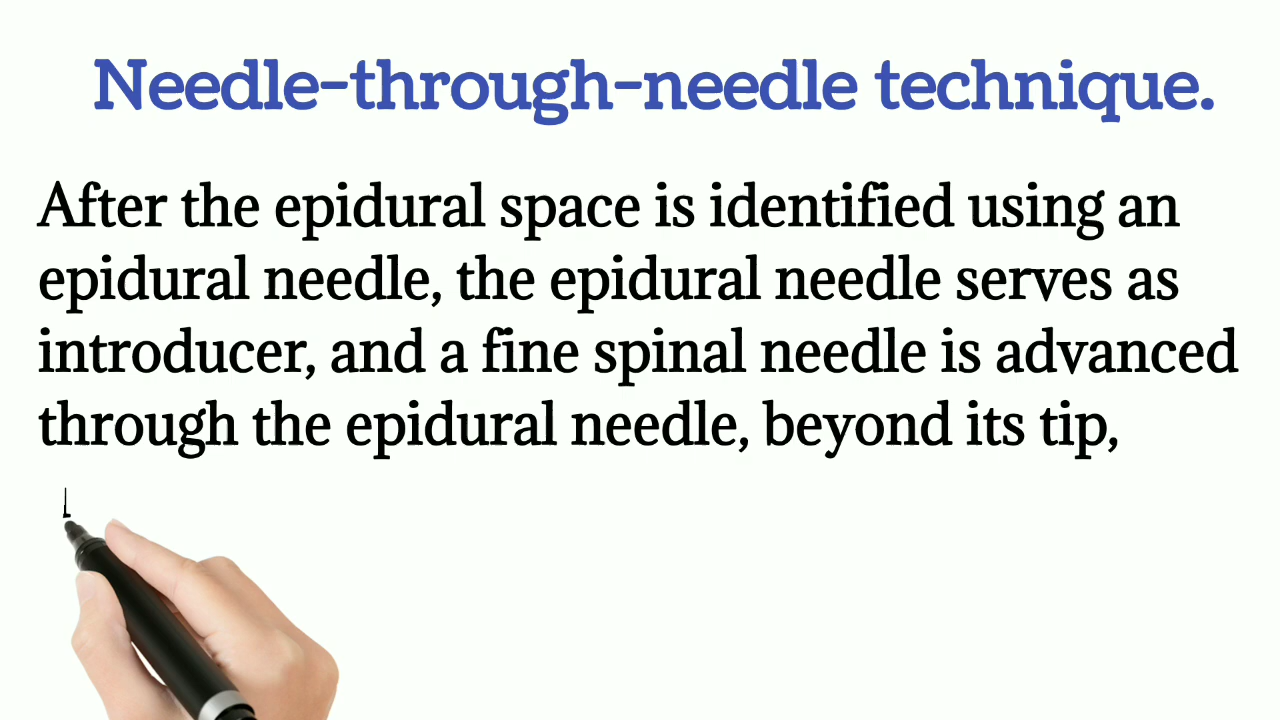 Needle-through-needle technique.
After the epidural space is identified using an
epidural needle, the epidural needle serves as
introducer, and a fine spinal needle is advanced
through the epidural needle, beyond its tip,